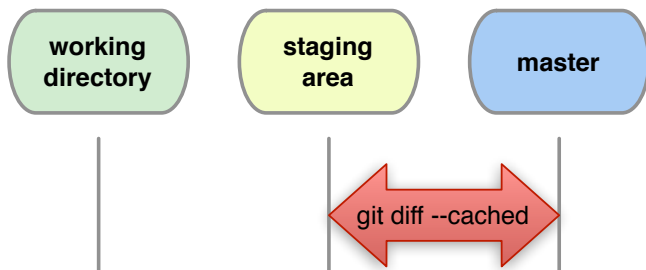 working
directory
staging
area
master
git diff --cached